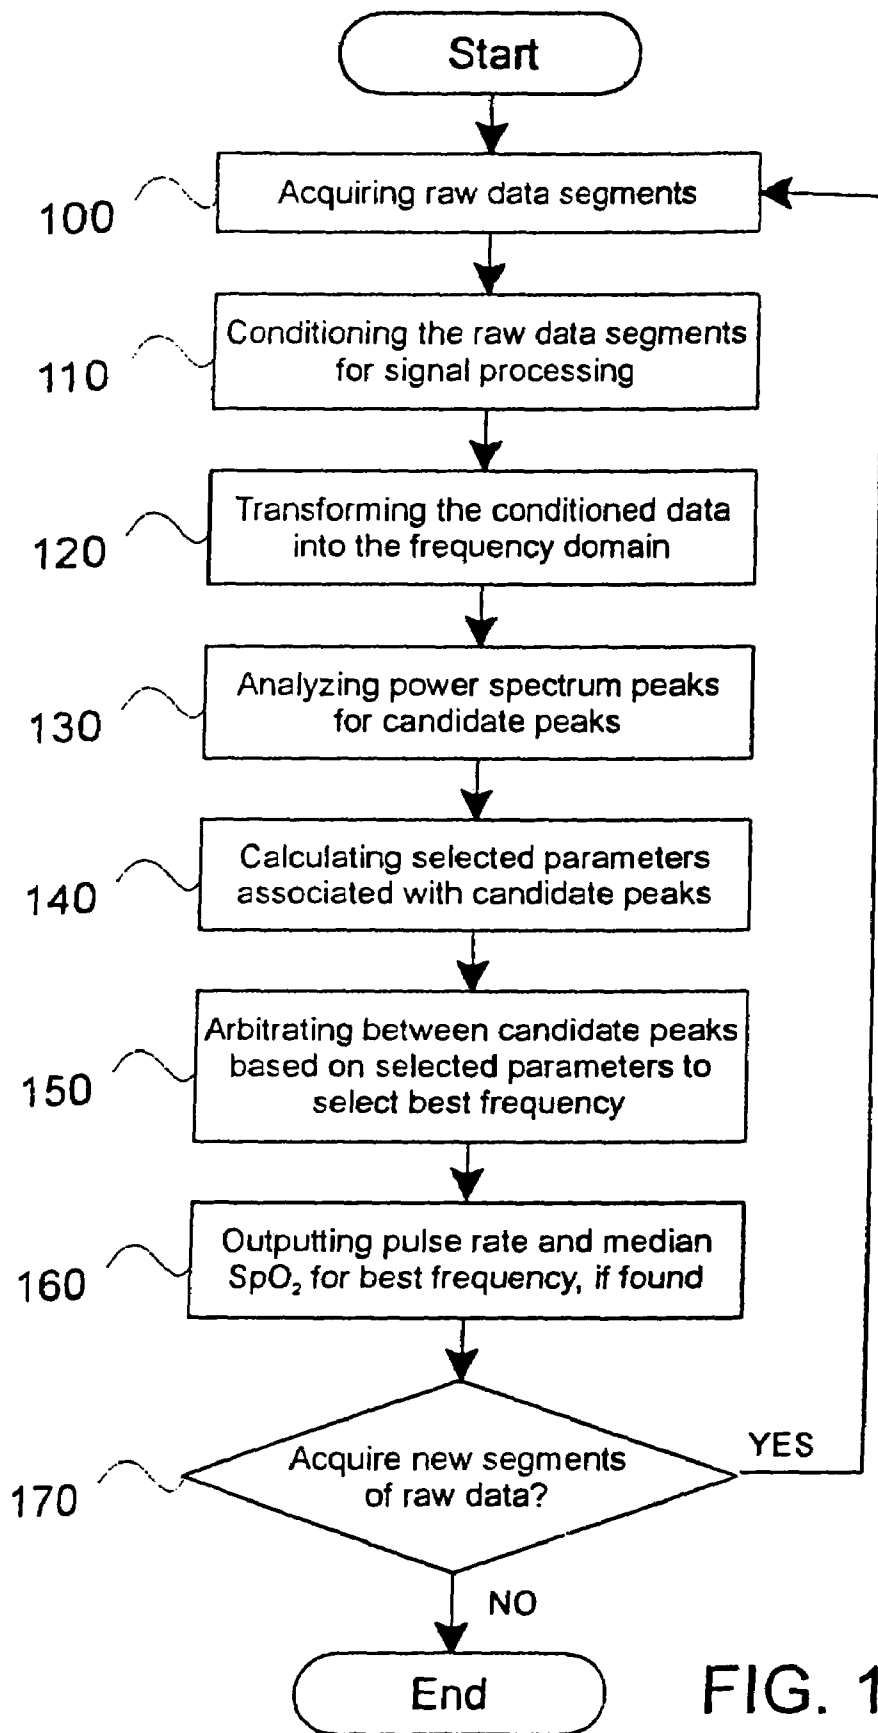 Start
100
Acquiring raw data segments
110
Conditioning the raw data segments
for signal processing
120
Transforming the conditioned data
into the frequency domain
130
Analyzing power spectrum peaks
for candidate peaks
140
Calculating selected parameters
associated with candidate peaks
150
Arbitrating between candidate peaks
based on selected parameters to
select best frequency
160
Outputting pulse rate and median
SpO₂ for best frequency, if found
170
Acquire new segments
of raw data?
YES
NO
End
FIG. 1